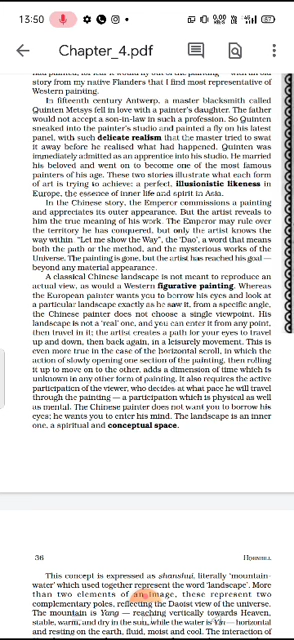 13:50
Chapter_4.pdf
story from my native Flanders that I find most representative of
Western painting.
In fifteenth century Antwerp, a master blacksmith called
Quinten Metsys fell in love with a painter's daughter. The father
would not accept a son-in-law in such a profession. So Quinten
sneaked into the painter's studio and painted a fly on his latest
panel, with such delicate realism that the master tried to swat
it away before he realised what had happened. Quinten was
immediately admitted as an apprentice into his studio. He married
his beloved and went on to become one of the most famous
painters of his age. These two stories illustrate what each form
of art is trying to achieve: a perfect, illusionistic likeness in
Europe, the essence of inner life and spirit in Asia.
In the Chinese story, the Emperor commissions a painting
and appreciates its outer appearance. But the artist reveals to
him the true meaning of his work. The Emperor may rule over
the territory he has conquered, but only the artist knows the
way within. "Let me show the Way", the 'Dao', a word that means
both the path or the method, and the mysterious works of the
Universe. The painting is gone, but the artist has reached his goal —
beyond any material appearance.
A classical Chinese landscape is not meant to reproduce an
actual view, as would a Western figurative painting. Whereas
the European painter wants you to borrow his eyes and look at
a particular landscape exactly as he saw it, from a specific angle,
the Chinese painter does not choose a single viewpoint. His
landscape is not a 'real' one, and you can enter it from any point,
then travel in it; the artist creates a path for your eyes to travel
up and down, then back again, in a leisurely movement. This is
even more true in the case of the horizontal scroll, in which the
action of slowly opening one section of the painting, then rolling
it up to move on to the other, adds a dimension of time which is
unknown in any other form of painting. It also requires the active
participation of the viewer, who decides at what pace he will travel
through the painting — a participation which is physical as well
as mental. The Chinese painter does not want you to borrow his
eyes; he wants you to enter his mind. The landscape is an inner
one, a spiritual and conceptual space.
36 HORNBILL
This concept is expressed as shanshui, literally 'mountain-
water' which used together represent the word 'landscape'. More
than two elements of an image, these represent two
complementary poles, reflecting the Daoist view of the universe.
The mountain is Yang — reaching vertically towards Heaven,
stable, warm, and dry in the sun, while the water is Yin — horizontal
and resting on the earth, fluid, moist and cool. The interaction of